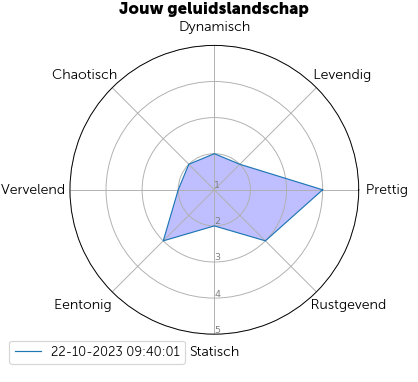 Jouw geluidslandschap
Dynamisch
Chaotisch
Levendig
Vervelend
1
Prettig
2
3
4
Eentonig
Rustgevend
5
22-10-2023 09:40:01
Statisch